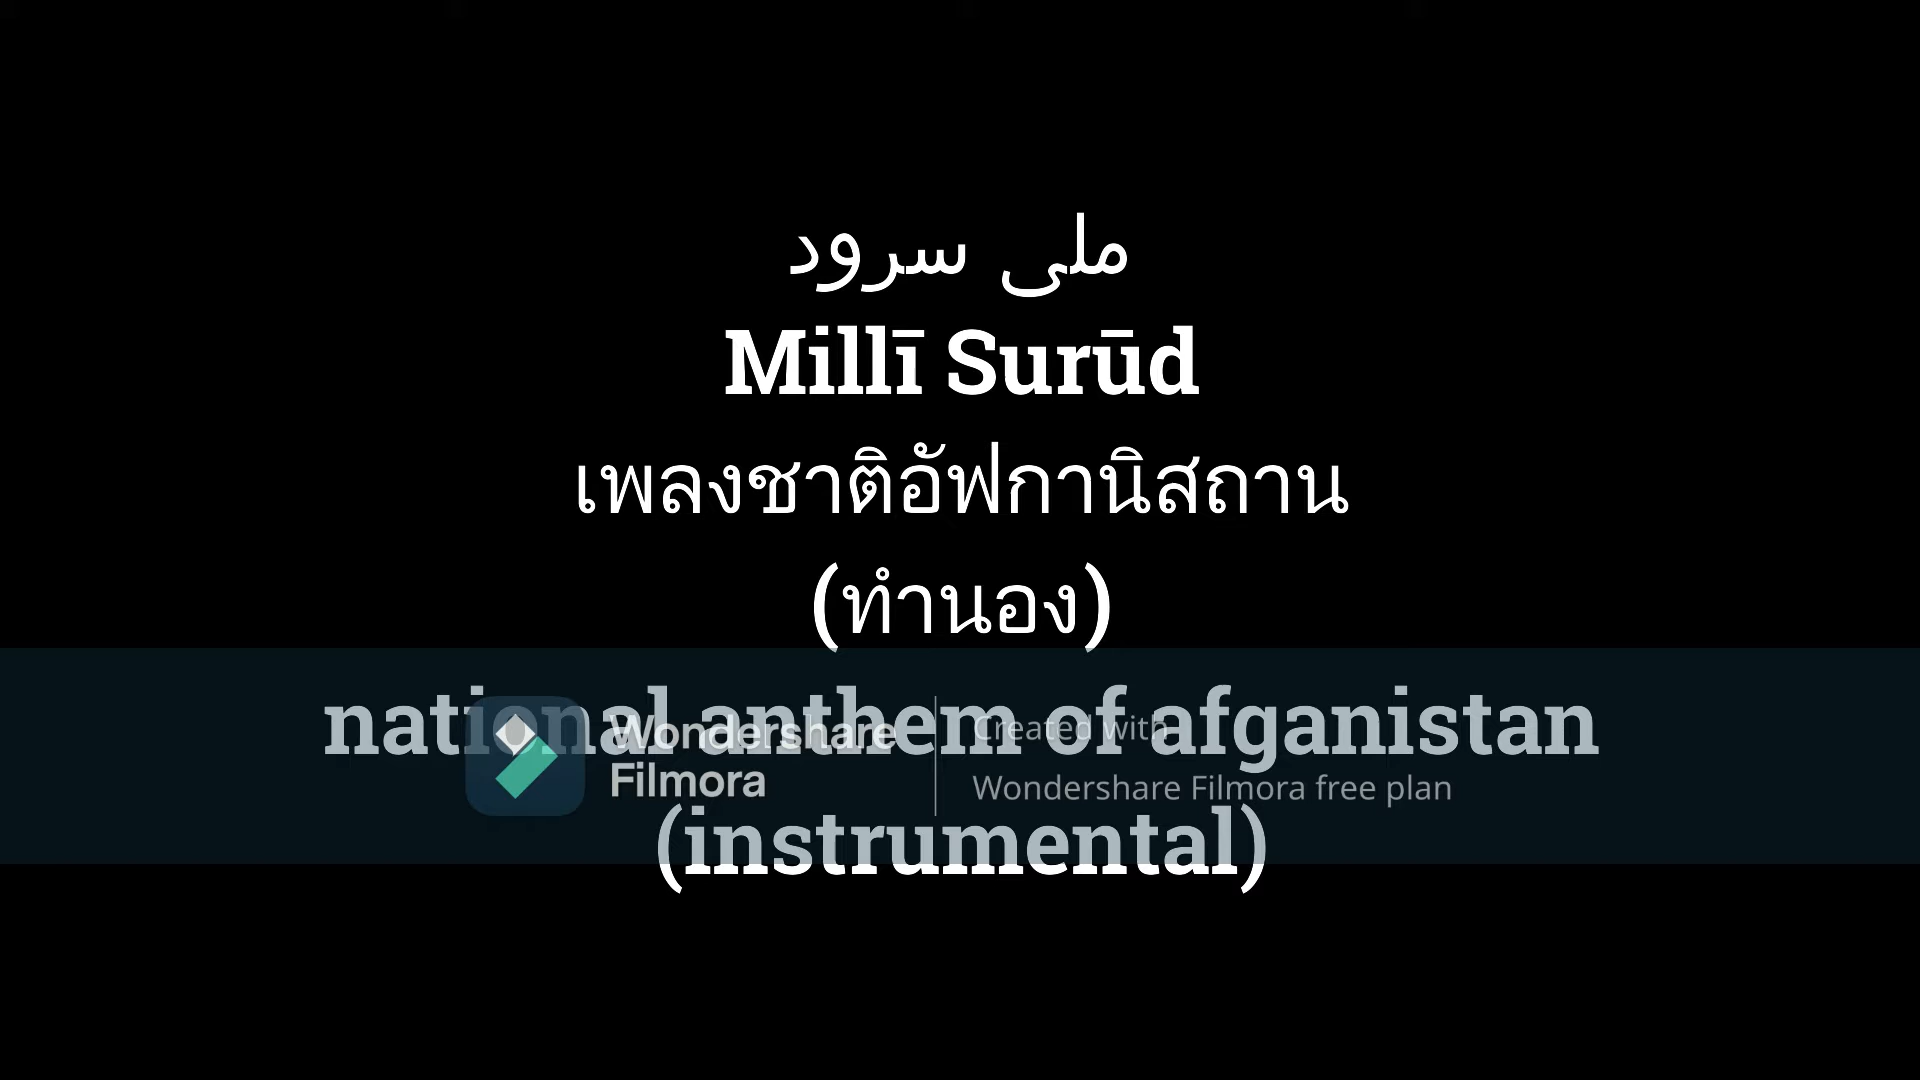 ملی سرود
Millī Surūd
เพลงชาติอัฟกานิสถาน
(ทำนอง)
national anthem of afganistan
Wondershare
Filmora
Created with
Wondershare Filmora free plan
(instrumental)